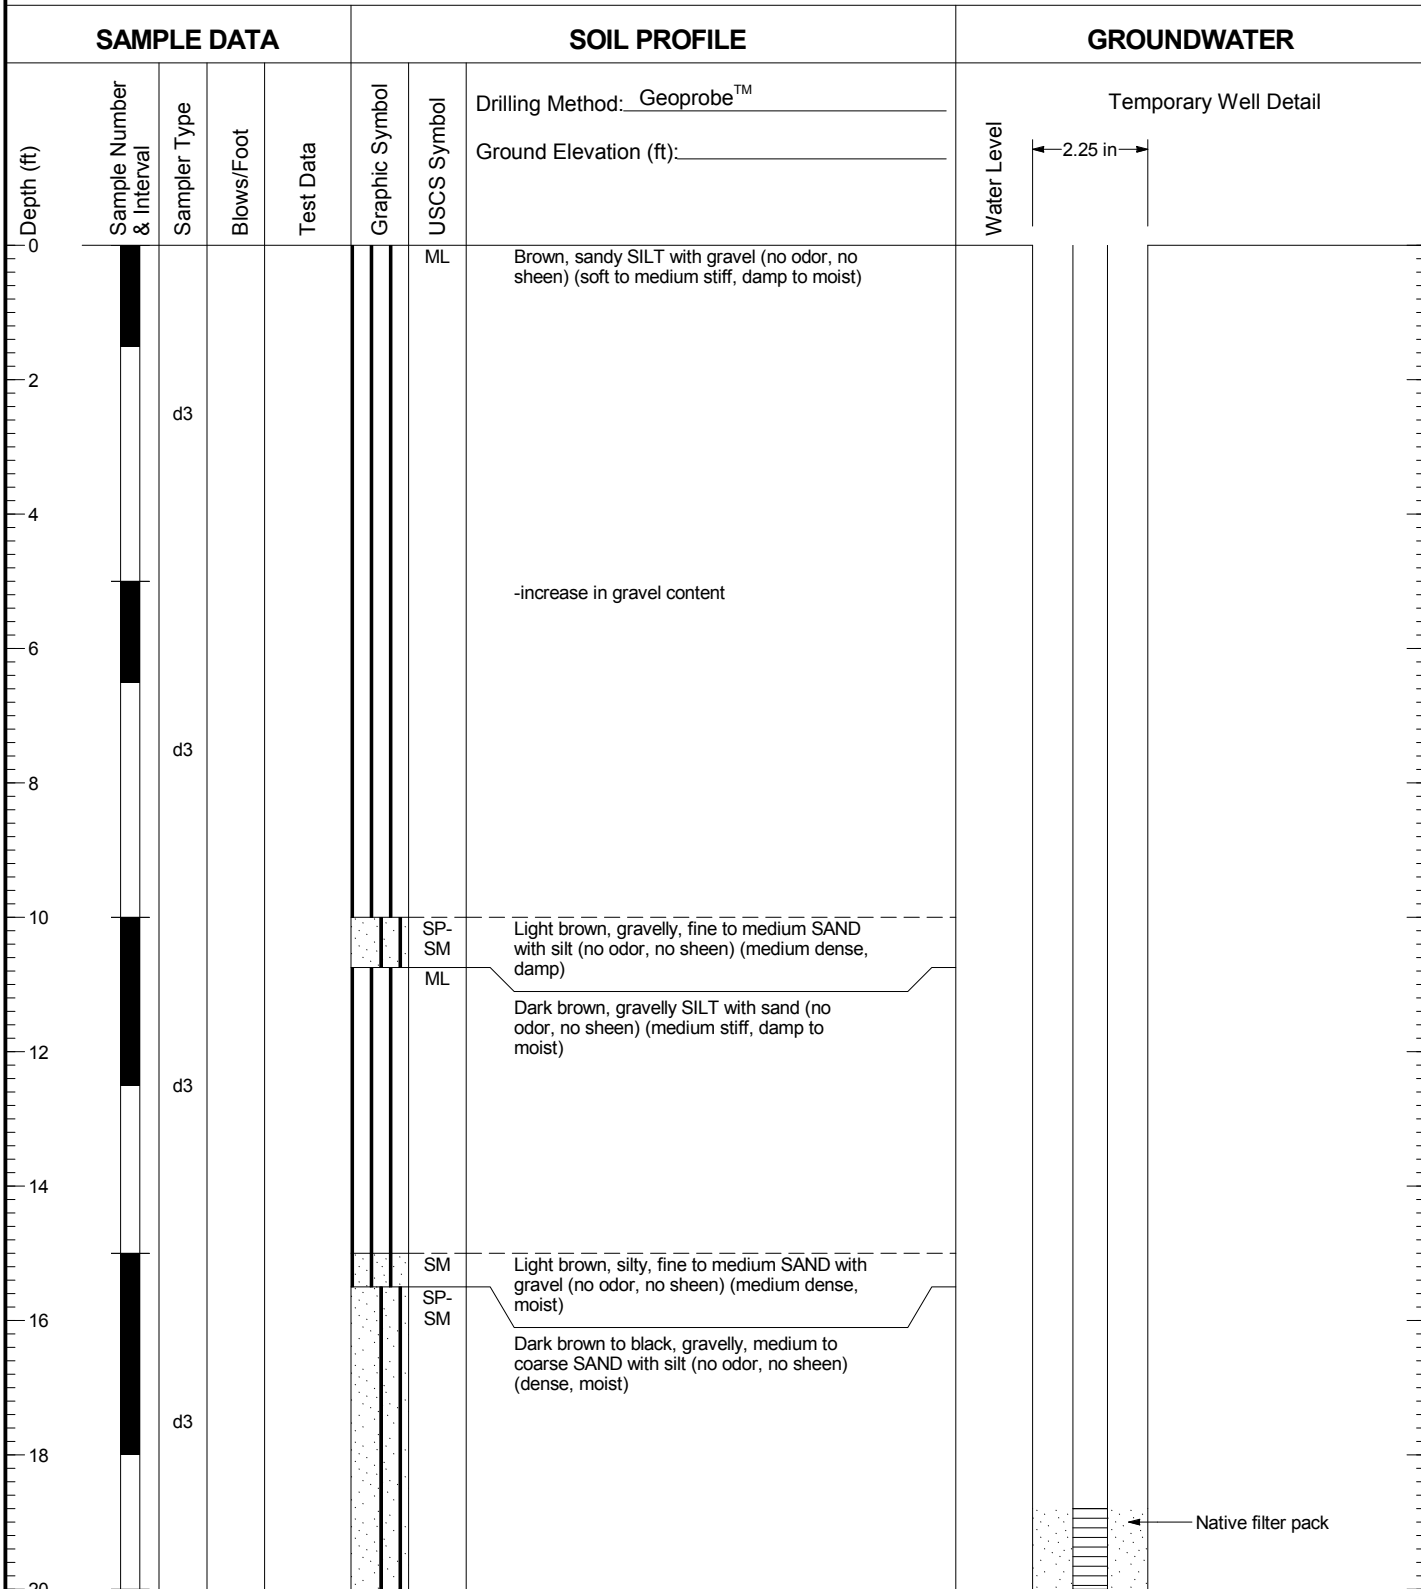 SAMPLE DATA
SOIL PROFILE
GROUNDWATER
Depth (ft)
Sample Number
& Interval
Sampler Type
Blows/Foot
Test Data
Graphic Symbol
USCS Symbol
Drilling Method: Geoprobe™
Ground Elevation (ft):
Water Level
Temporary Well Detail
2.25 in
0
ML
Brown, sandy SILT with gravel (no odor, no
sheen) (soft to medium stiff, damp to moist)
2
d3
4
-increase in gravel content
6
d3
8
10
SP-
SM
Light brown, gravelly, fine to medium SAND
with silt (no odor, no sheen) (medium dense,
damp)
ML
Dark brown, gravelly SILT with sand (no
odor, no sheen) (medium stiff, damp to
moist)
12
d3
14
SM
Light brown, silty, fine to medium SAND with
gravel (no odor, no sheen) (medium dense,
moist)
SP-
SM
16
Dark brown to black, gravelly, medium to
coarse SAND with silt (no odor, no sheen)
(dense, moist)
d3
18
Native filter pack
20